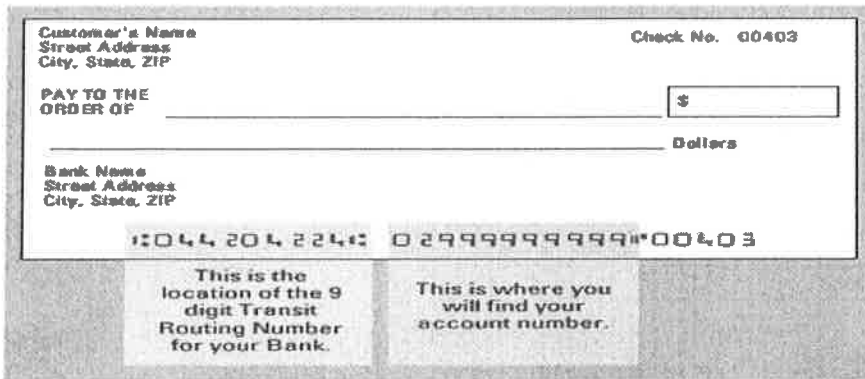 Customer's Name
Street Address
City, State, ZIP
Check No. 00403
PAY TO THE
ORDER OF
$
Dollars
Bank Name
Street Address
City, State, ZIP
⑆044204224⑆ 029999999999⑈00403
This is the
location of the 9
digit Transit
Routing Number
for your Bank.
This is where you
will find your
account number.